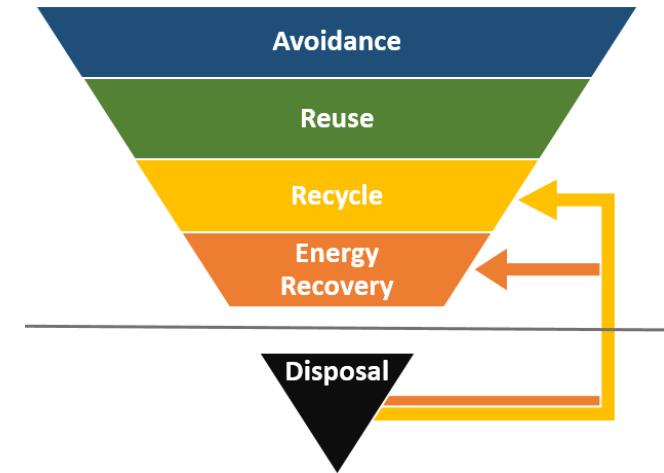 Avoidance
Reuse
Recycle
Energy
Recovery
Disposal